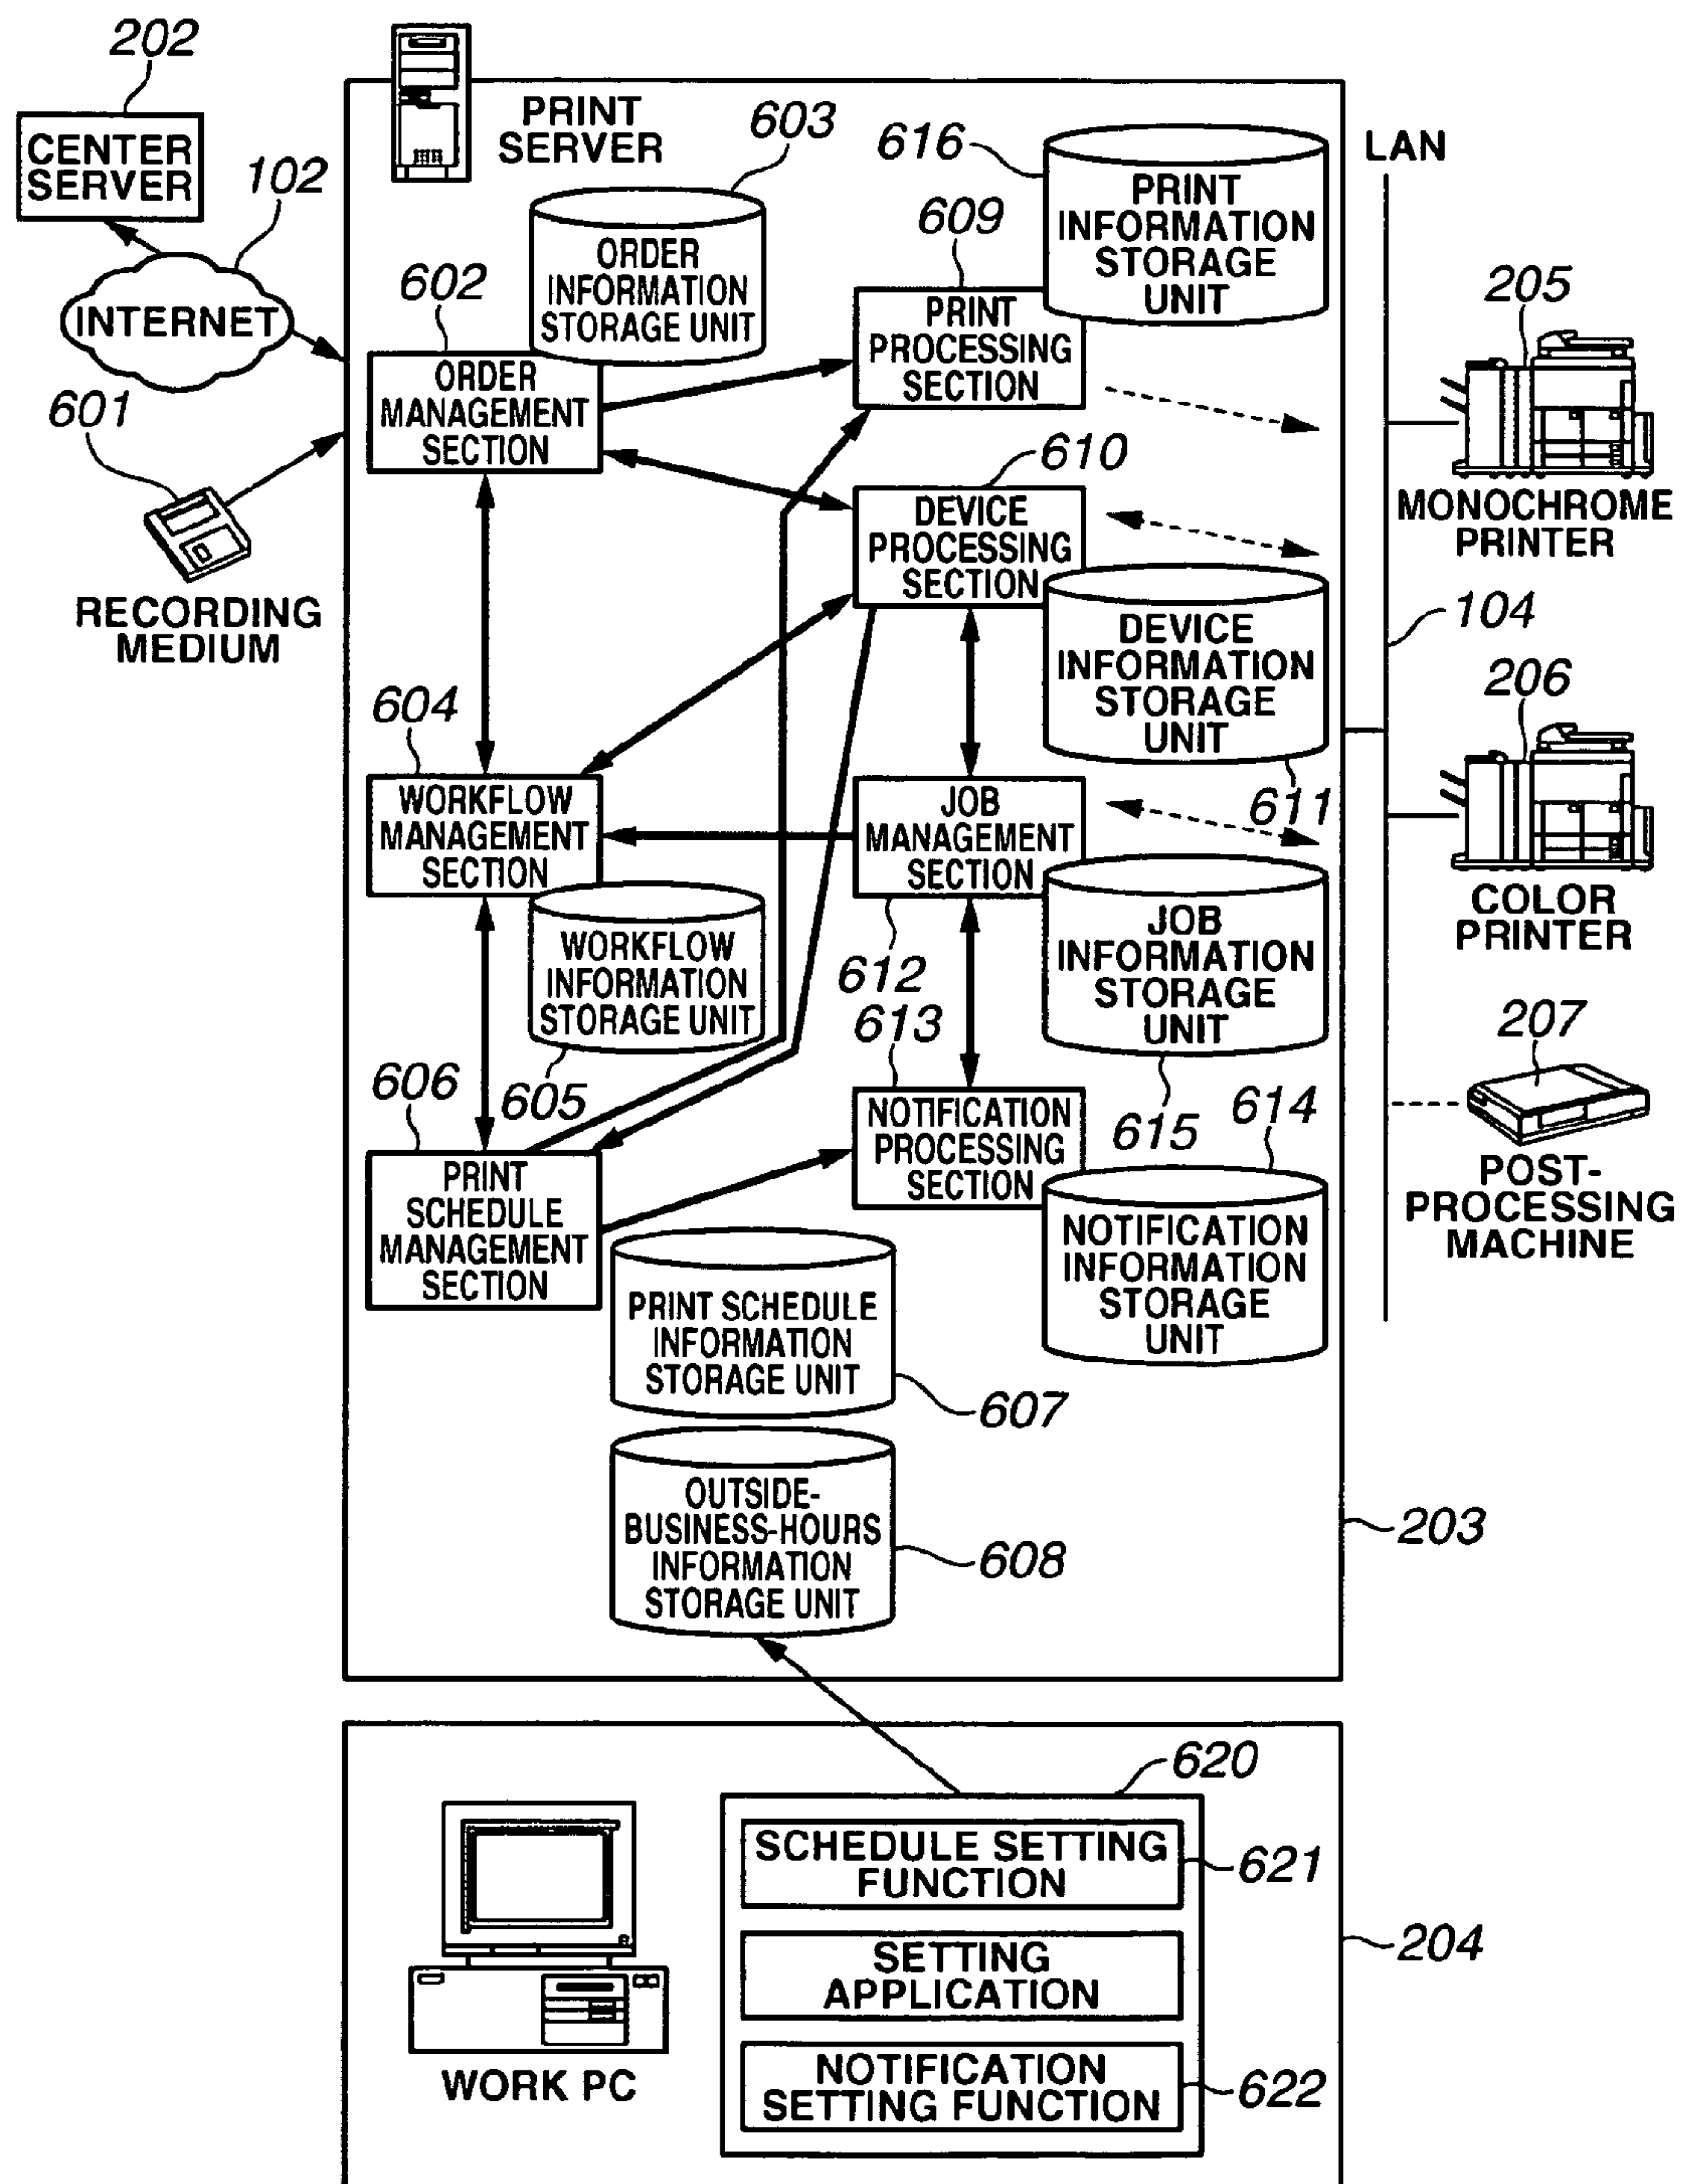 202
CENTER
SERVER
102
INTERNET
601
RECORDING
MEDIUM
PRINT
SERVER
603
ORDER
INFORMATION
STORAGE UNIT
602
ORDER
MANAGEMENT
SECTION
616
PRINT
INFORMATION
STORAGE
UNIT
609
PRINT
PROCESSING
SECTION
610
DEVICE
PROCESSING
SECTION
DEVICE
INFORMATION
STORAGE
UNIT
611
604
WORKFLOW
MANAGEMENT
SECTION
WORKFLOW
INFORMATION
STORAGE UNIT
605
JOB
MANAGEMENT
SECTION
612
JOB
INFORMATION
STORAGE
UNIT
615
613
NOTIFICATION
PROCESSING
SECTION
614
NOTIFICATION
INFORMATION
STORAGE
UNIT
606
PRINT
SCHEDULE
MANAGEMENT
SECTION
PRINT SCHEDULE
INFORMATION
STORAGE UNIT
607
OUTSIDE-
BUSINESS-HOURS
INFORMATION
STORAGE UNIT
608
203
LAN
104
205
MONOCHROME
PRINTER
206
COLOR
PRINTER
207
POST-
PROCESSING
MACHINE
WORK PC
620
SCHEDULE SETTING
FUNCTION
621
SETTING
APPLICATION
NOTIFICATION
SETTING FUNCTION
622
204